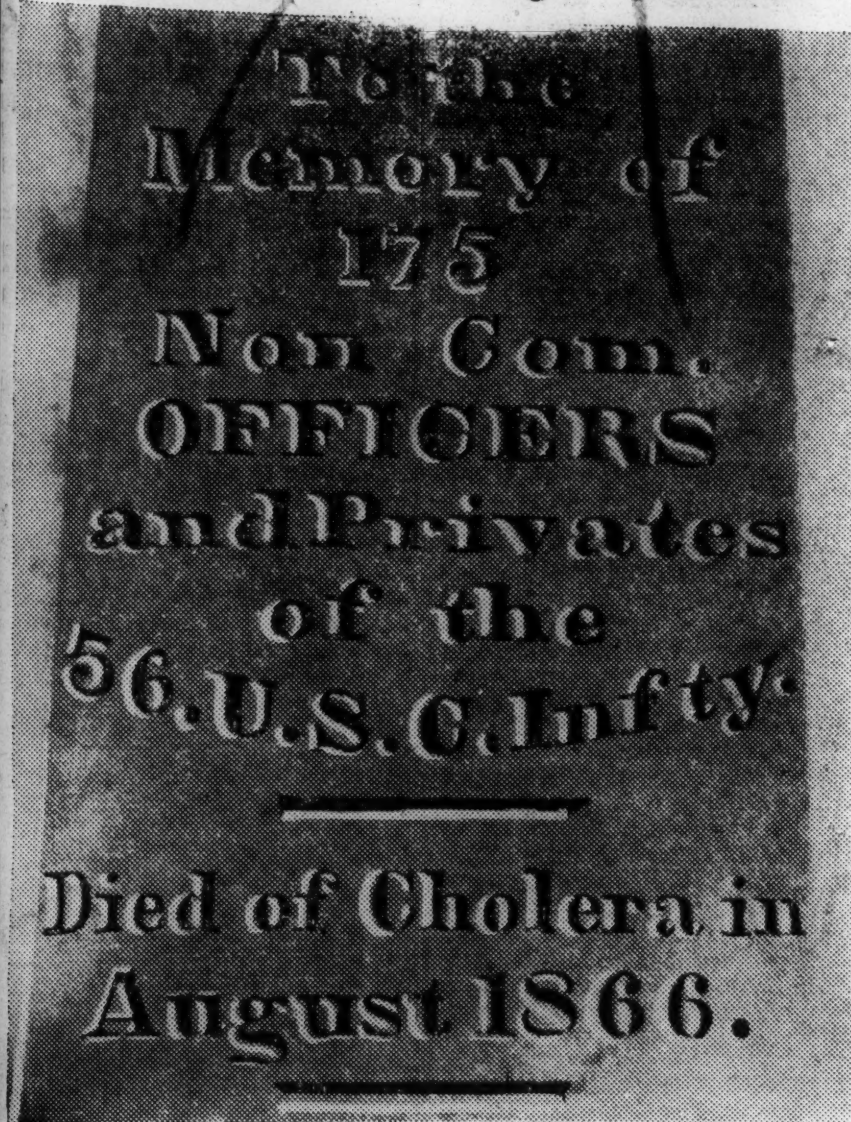 To the
Memory of
175
Non Com.
OFFICERS
and Privates
of the
56.U.S.C.Infty.
Died of Cholera in
August 1866.